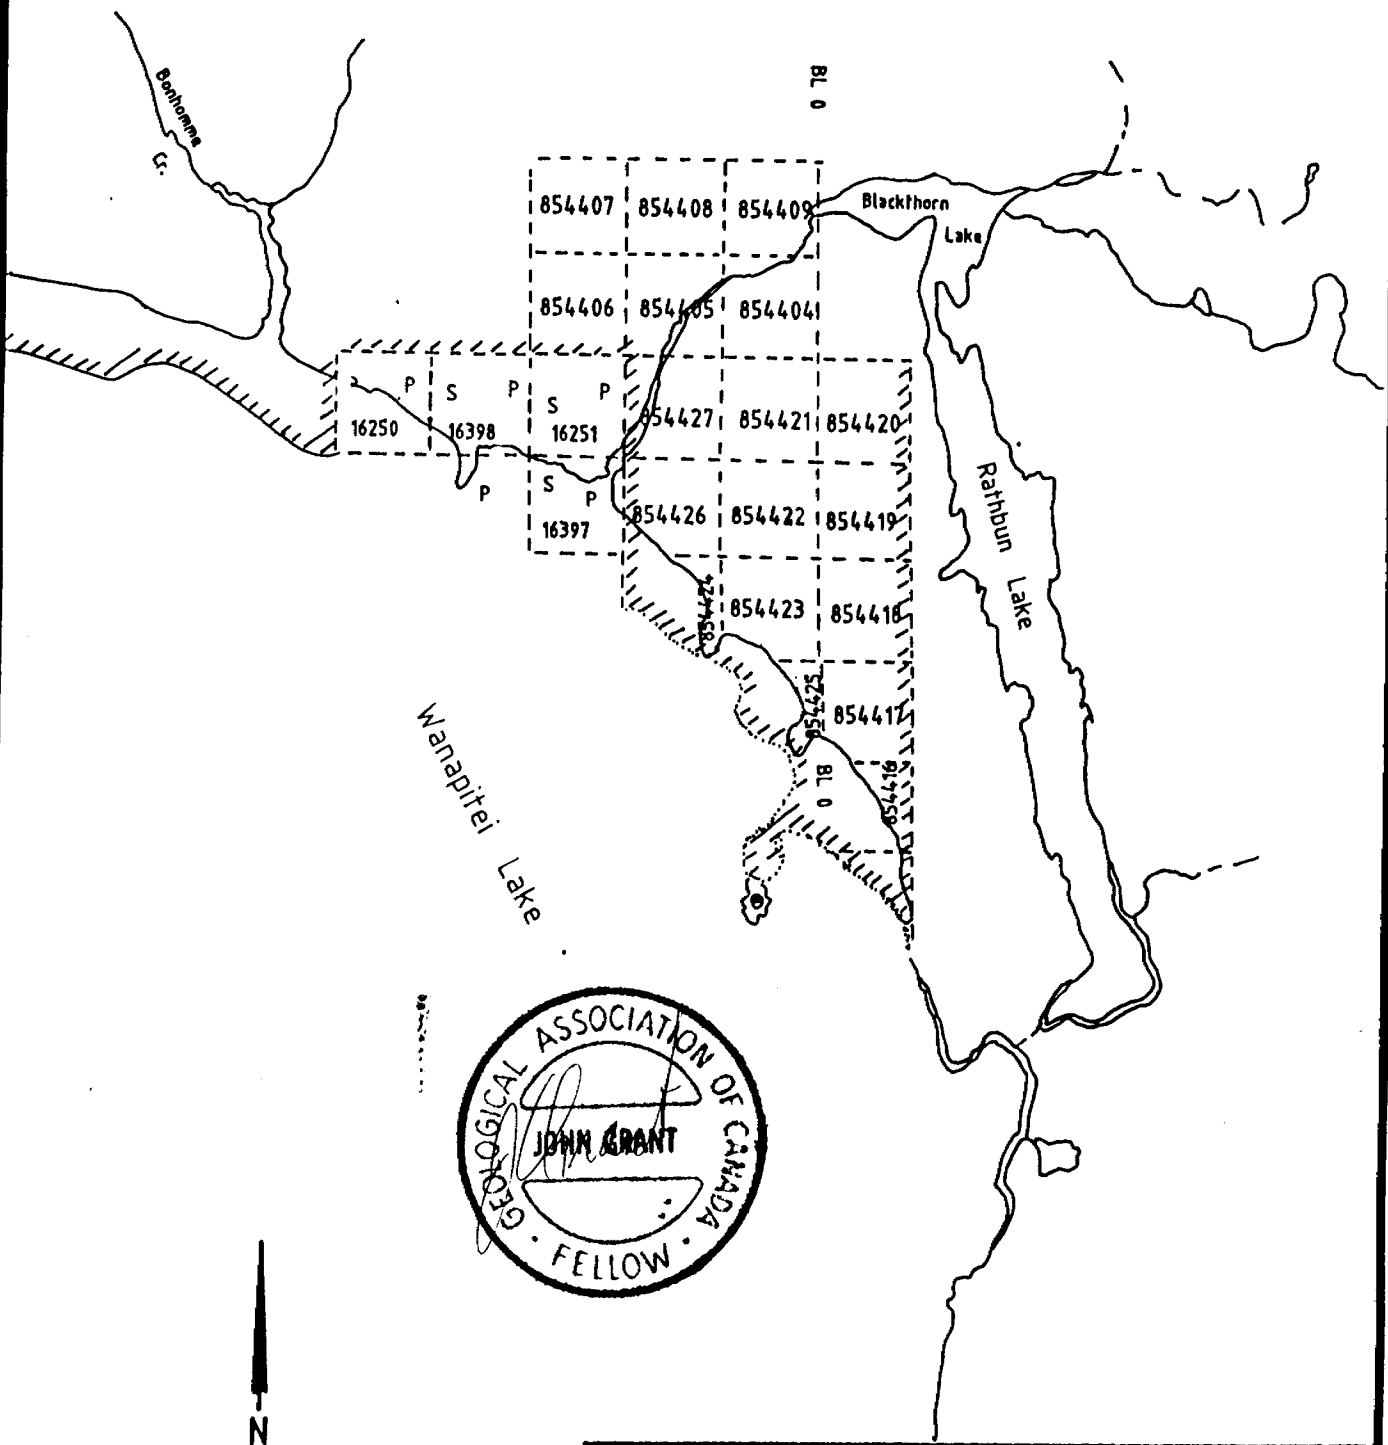 BL 0
Bonhomme
Cr.
854407 854408 854409
Blackthorn
Lake
854406 854405 854404
P S P S P
16250 16398 16251
854427 854421 854420
Rathbun Lake
P S P
16397
854426 854422 854419
854424
854423 854418
854425
854417
Wanapitei Lake
BL 0
854416
GEOLOGICAL ASSOCIATION OF CANADA
JOHN GRANT
· FELLOW ·
N